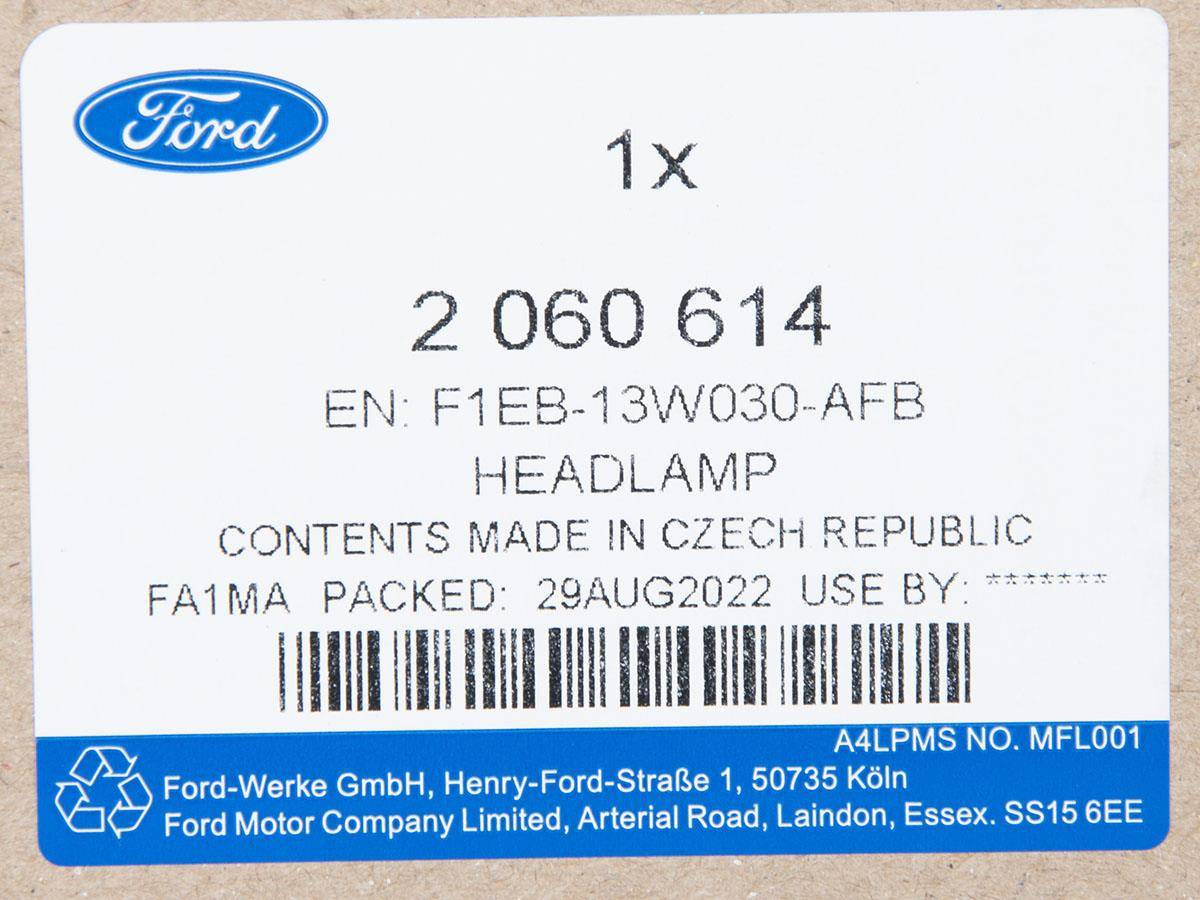 Ford
1x
2 060 614
EN: F1EB-13W030-AFB
HEADLAMP
CONTENTS MADE IN CZECH REPUBLIC
FA1MA PACKED: 29AUG2022 USE BY: *******
A4LPMS NO. MFL001
Ford-Werke GmbH, Henry-Ford-Straße 1, 50735 Köln
Ford Motor Company Limited, Arterial Road, Laindon, Essex. SS15 6EE